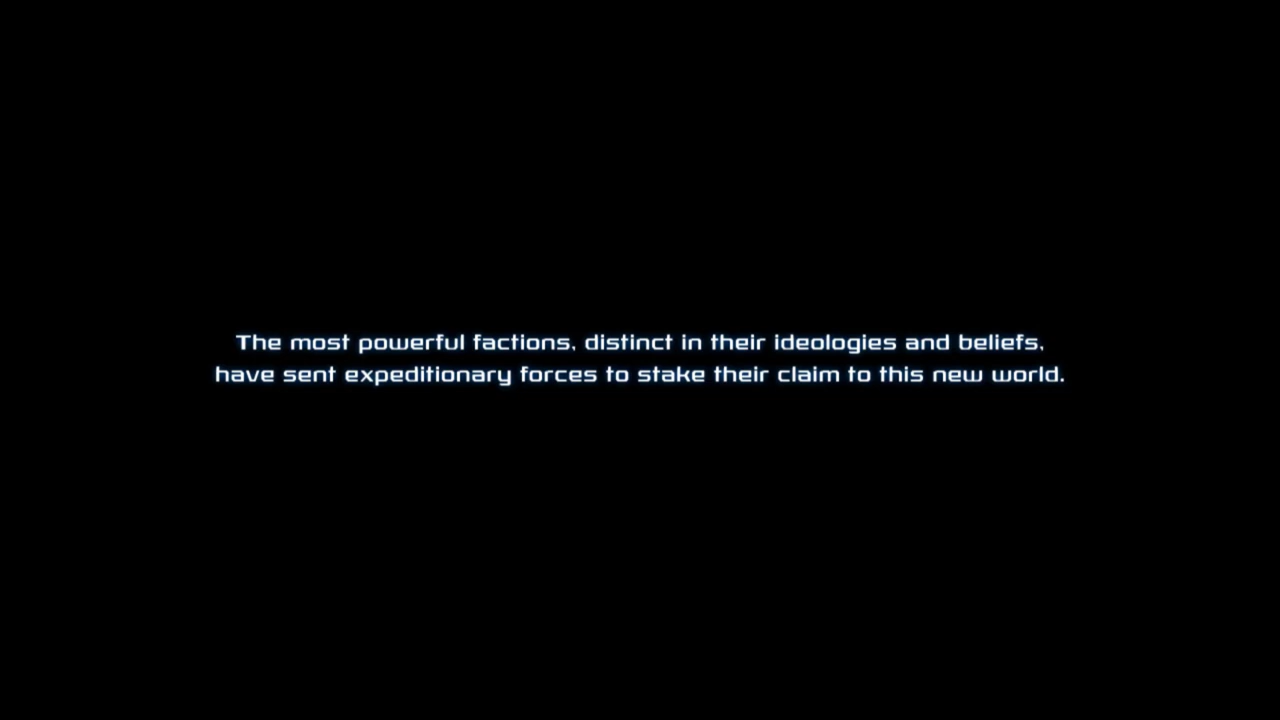 The most powerful factions, distinct in their ideologies and beliefs,
have sent expeditionary forces to stake their claim to this new world.